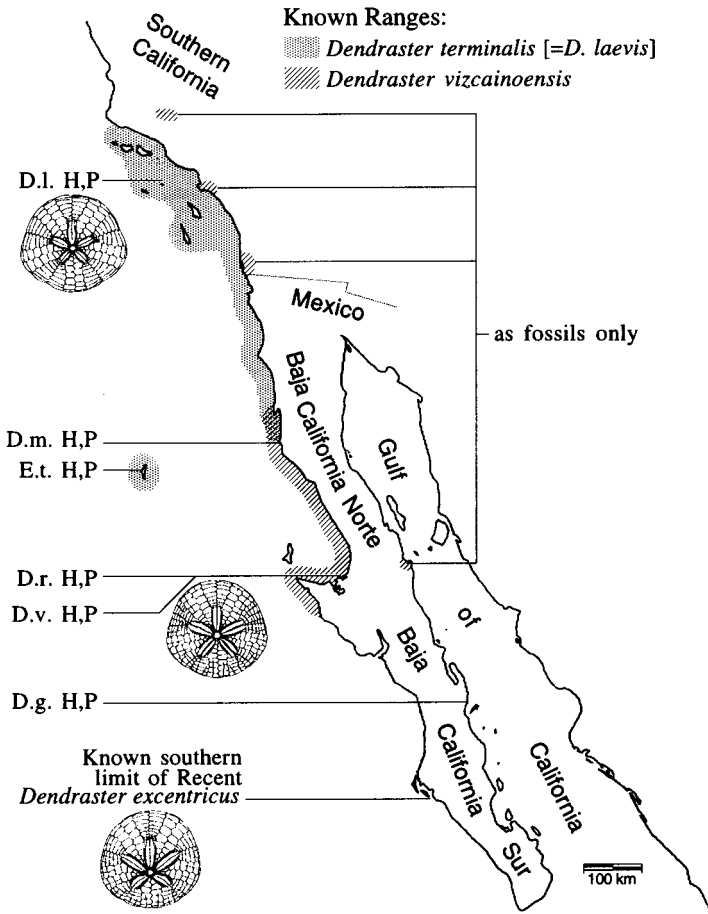 Known Ranges:
Dendraster terminalis [=D. laevis]
Dendraster vizcainoensis
Southern
California
D.l. H,P
Mexico
as fossils only
Baja California Norte
Gulf
D.m. H,P
E.t. H,P
D.r. H,P
D.v. H,P
of
Baja
D.g. H,P
California
California
Known southern
limit of Recent
Dendraster excentricus
Sur
100 km